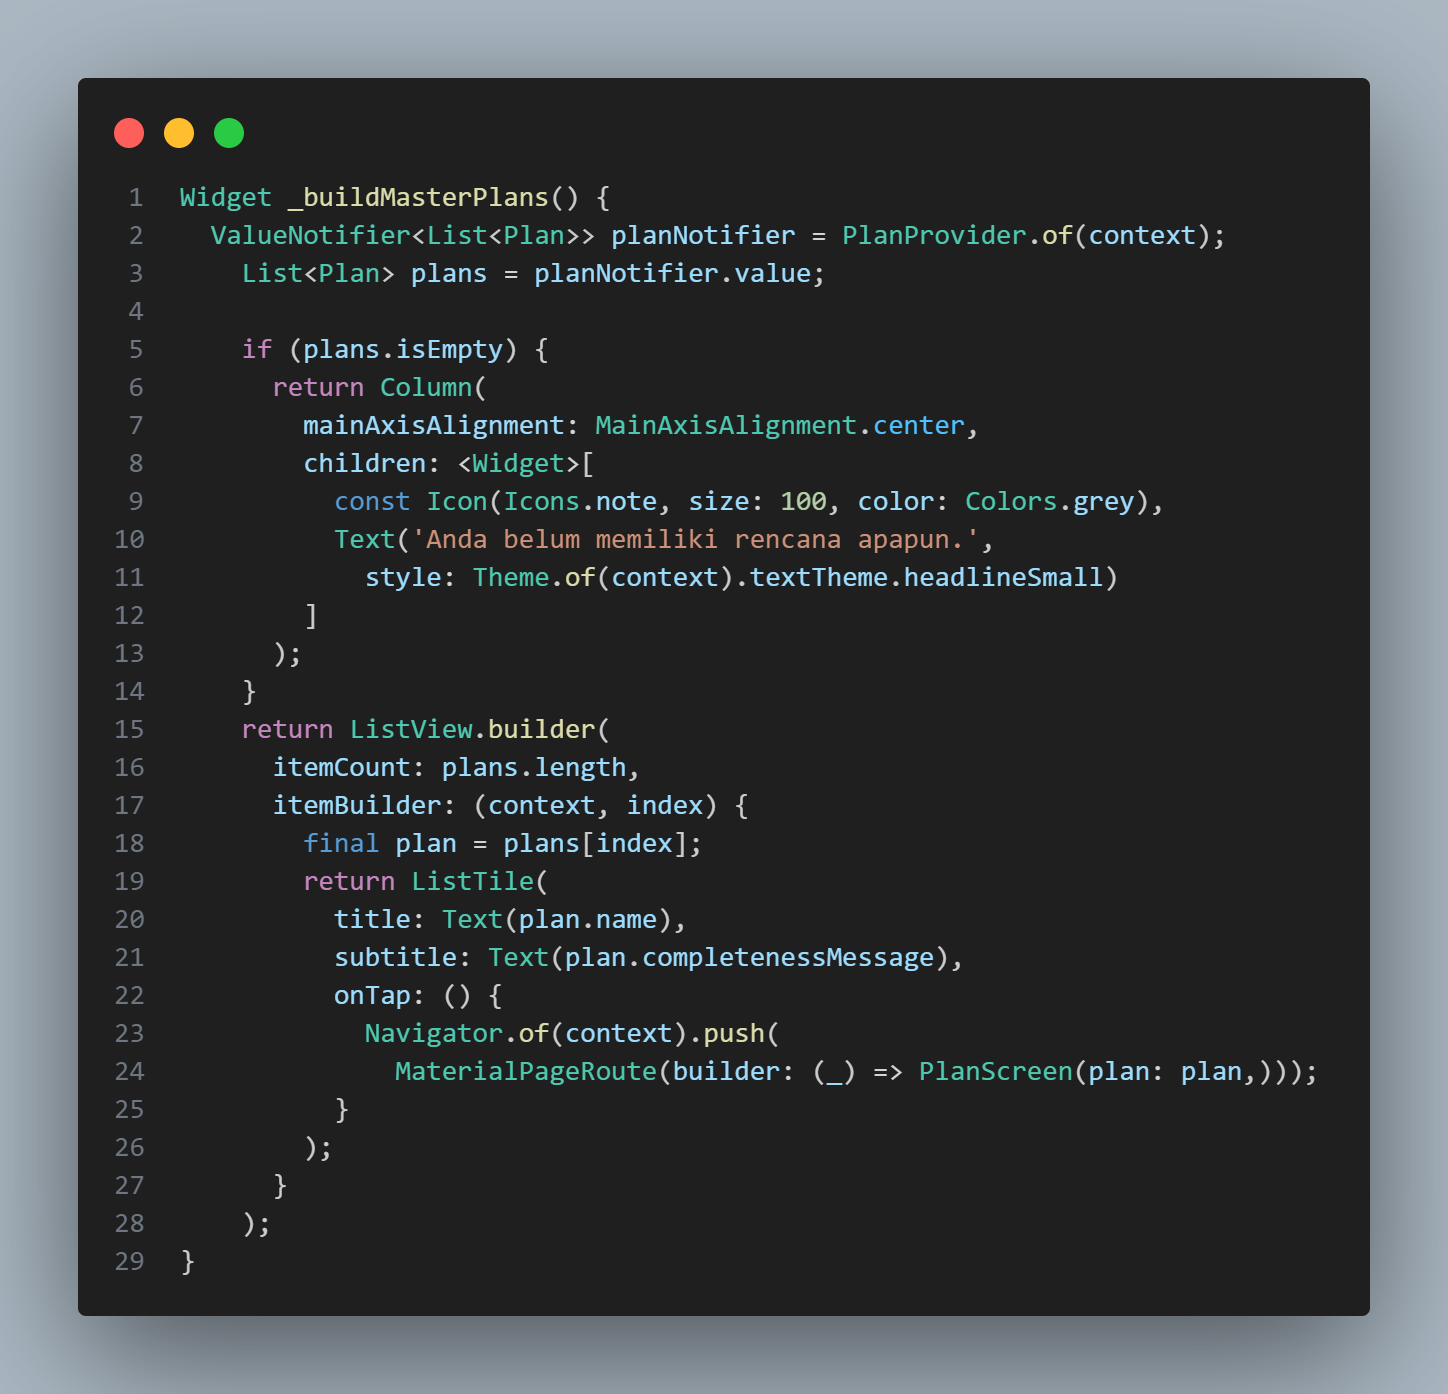 1 Widget _buildMasterPlans() {
2   ValueNotifier<List<Plan>> planNotifier = PlanProvider.of(context);
3     List<Plan> plans = planNotifier.value;
4
5     if (plans.isEmpty) {
6       return Column(
7         mainAxisAlignment: MainAxisAlignment.center,
8         children: <Widget>[
9           const Icon(Icons.note, size: 100, color: Colors.grey),
10           Text('Anda belum memiliki rencana apapun.',
11             style: Theme.of(context).textTheme.headlineSmall)
12         ]
13       );
14     }
15     return ListView.builder(
16       itemCount: plans.length,
17       itemBuilder: (context, index) {
18         final plan = plans[index];
19         return ListTile(
20           title: Text(plan.name),
21           subtitle: Text(plan.completenessMessage),
22           onTap: () {
23             Navigator.of(context).push(
24               MaterialPageRoute(builder: (_) => PlanScreen(plan: plan,)));
25           }
26         );
27       }
28     );
29 }